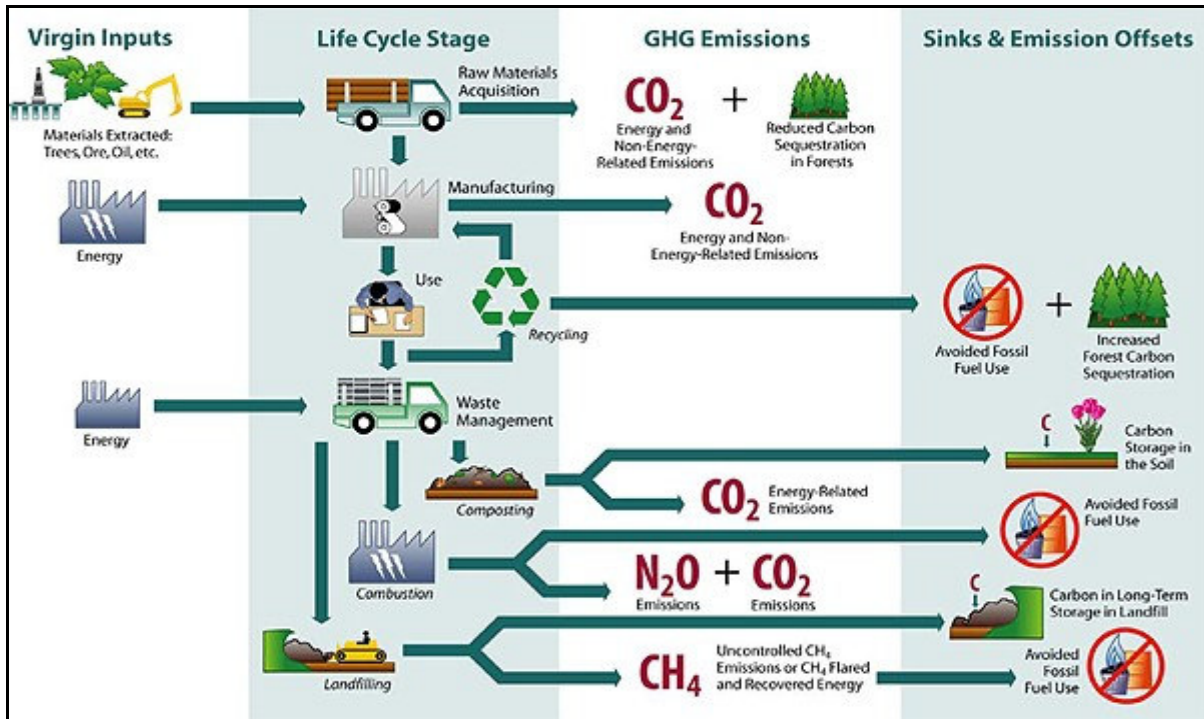 Virgin Inputs
Life Cycle Stage
GHG Emissions
Sinks & Emission Offsets
Materials Extracted:
Trees, Ore, Oil, etc.
Raw Materials
Acquisition
CO2
Energy and
Non-Energy-
Related Emissions
+
Reduced Carbon
Sequestration
in Forests
Energy
Manufacturing
CO2
Energy and Non-
Energy-Related Emissions
Use
Recycling
Avoided Fossil
Fuel Use
+
Increased
Forest Carbon
Sequestration
Energy
Waste
Management
Composting
C
Carbon
Storage in
the Soil
CO2
Energy-Related
Emissions
Combustion
Avoided Fossil
Fuel Use
N2O
Emissions
+
CO2
Emissions
Landfilling
C
Carbon in Long-Term
Storage in Landfill
CH4
Uncontrolled CH4
Emissions or CH4 Flared
and Recovered Energy
Avoided
Fossil
Fuel Use